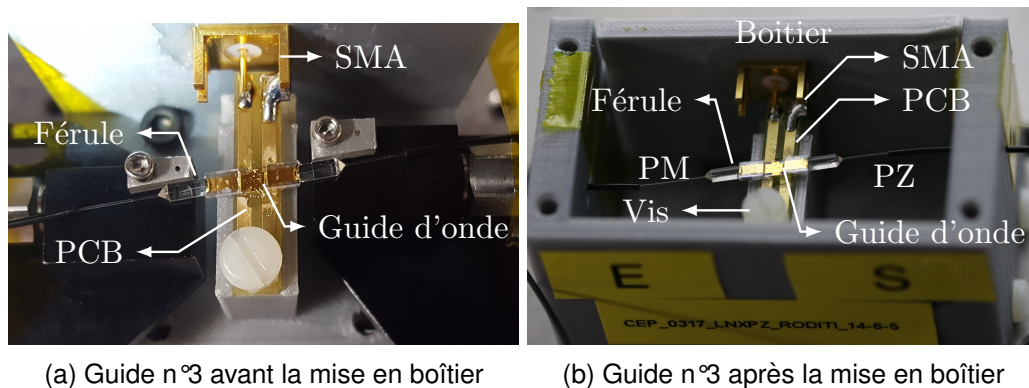 SMA
Férule
PCB
Guide d'onde
Boitier
SMA
Férule
PCB
PM
PZ
Vis
Guide d'onde
E S
CEP_0317_LNXPZ_RODITI_14-6-5
(a) Guide n°3 avant la mise en boîtier
(b) Guide n°3 après la mise en boîtier